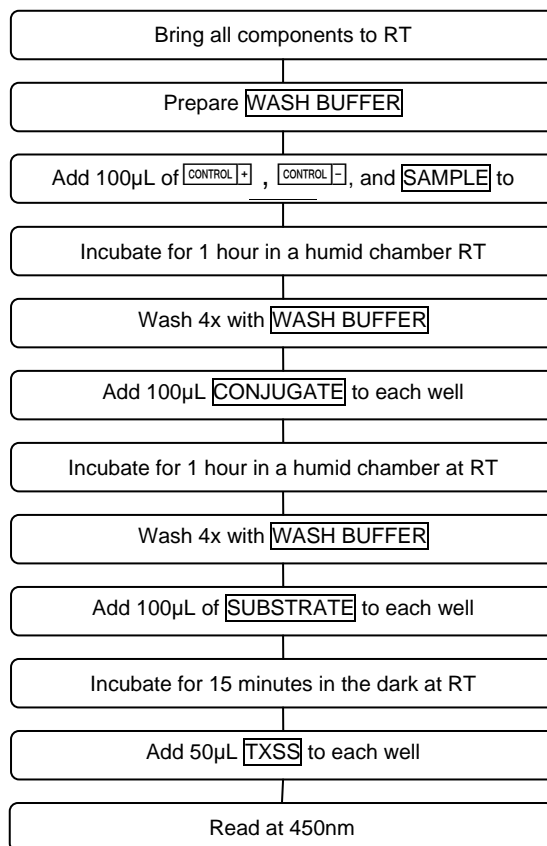 Bring all components to RT
Prepare WASH BUFFER
Add 100µL of CONTROL + , CONTROL -, and SAMPLE to
Incubate for 1 hour in a humid chamber RT
Wash 4x with WASH BUFFER
Add 100µL CONJUGATE to each well
Incubate for 1 hour in a humid chamber at RT
Wash 4x with WASH BUFFER
Add 100µL of SUBSTRATE to each well
Incubate for 15 minutes in the dark at RT
Add 50µL TXSS to each well
Read at 450nm